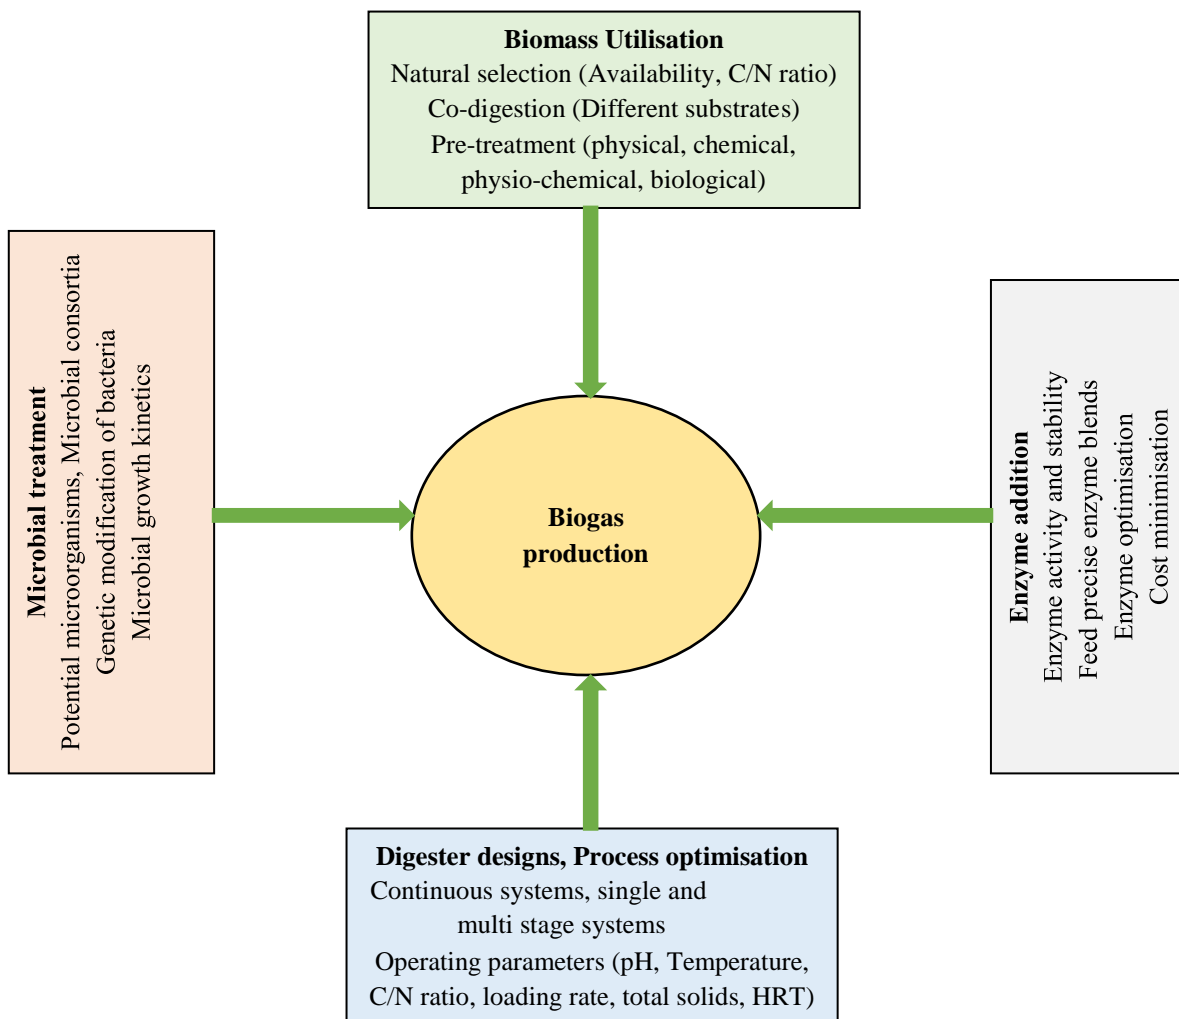 Biomass Utilisation
Natural selection (Availability, C/N ratio)
Co-digestion (Different substrates)
Pre-treatment (physical, chemical,
physio-chemical, biological)
Microbial treatment
Potential microorganisms, Microbial consortia
Genetic modification of bacteria
Microbial growth kinetics
Biogas
production
Enzyme addition
Enzyme activity and stability
Feed precise enzyme blends
Enzyme optimisation
Cost minimisation
Digester designs, Process optimisation
Continuous systems, single and
multi stage systems
Operating parameters (pH, Temperature,
C/N ratio, loading rate, total solids, HRT)